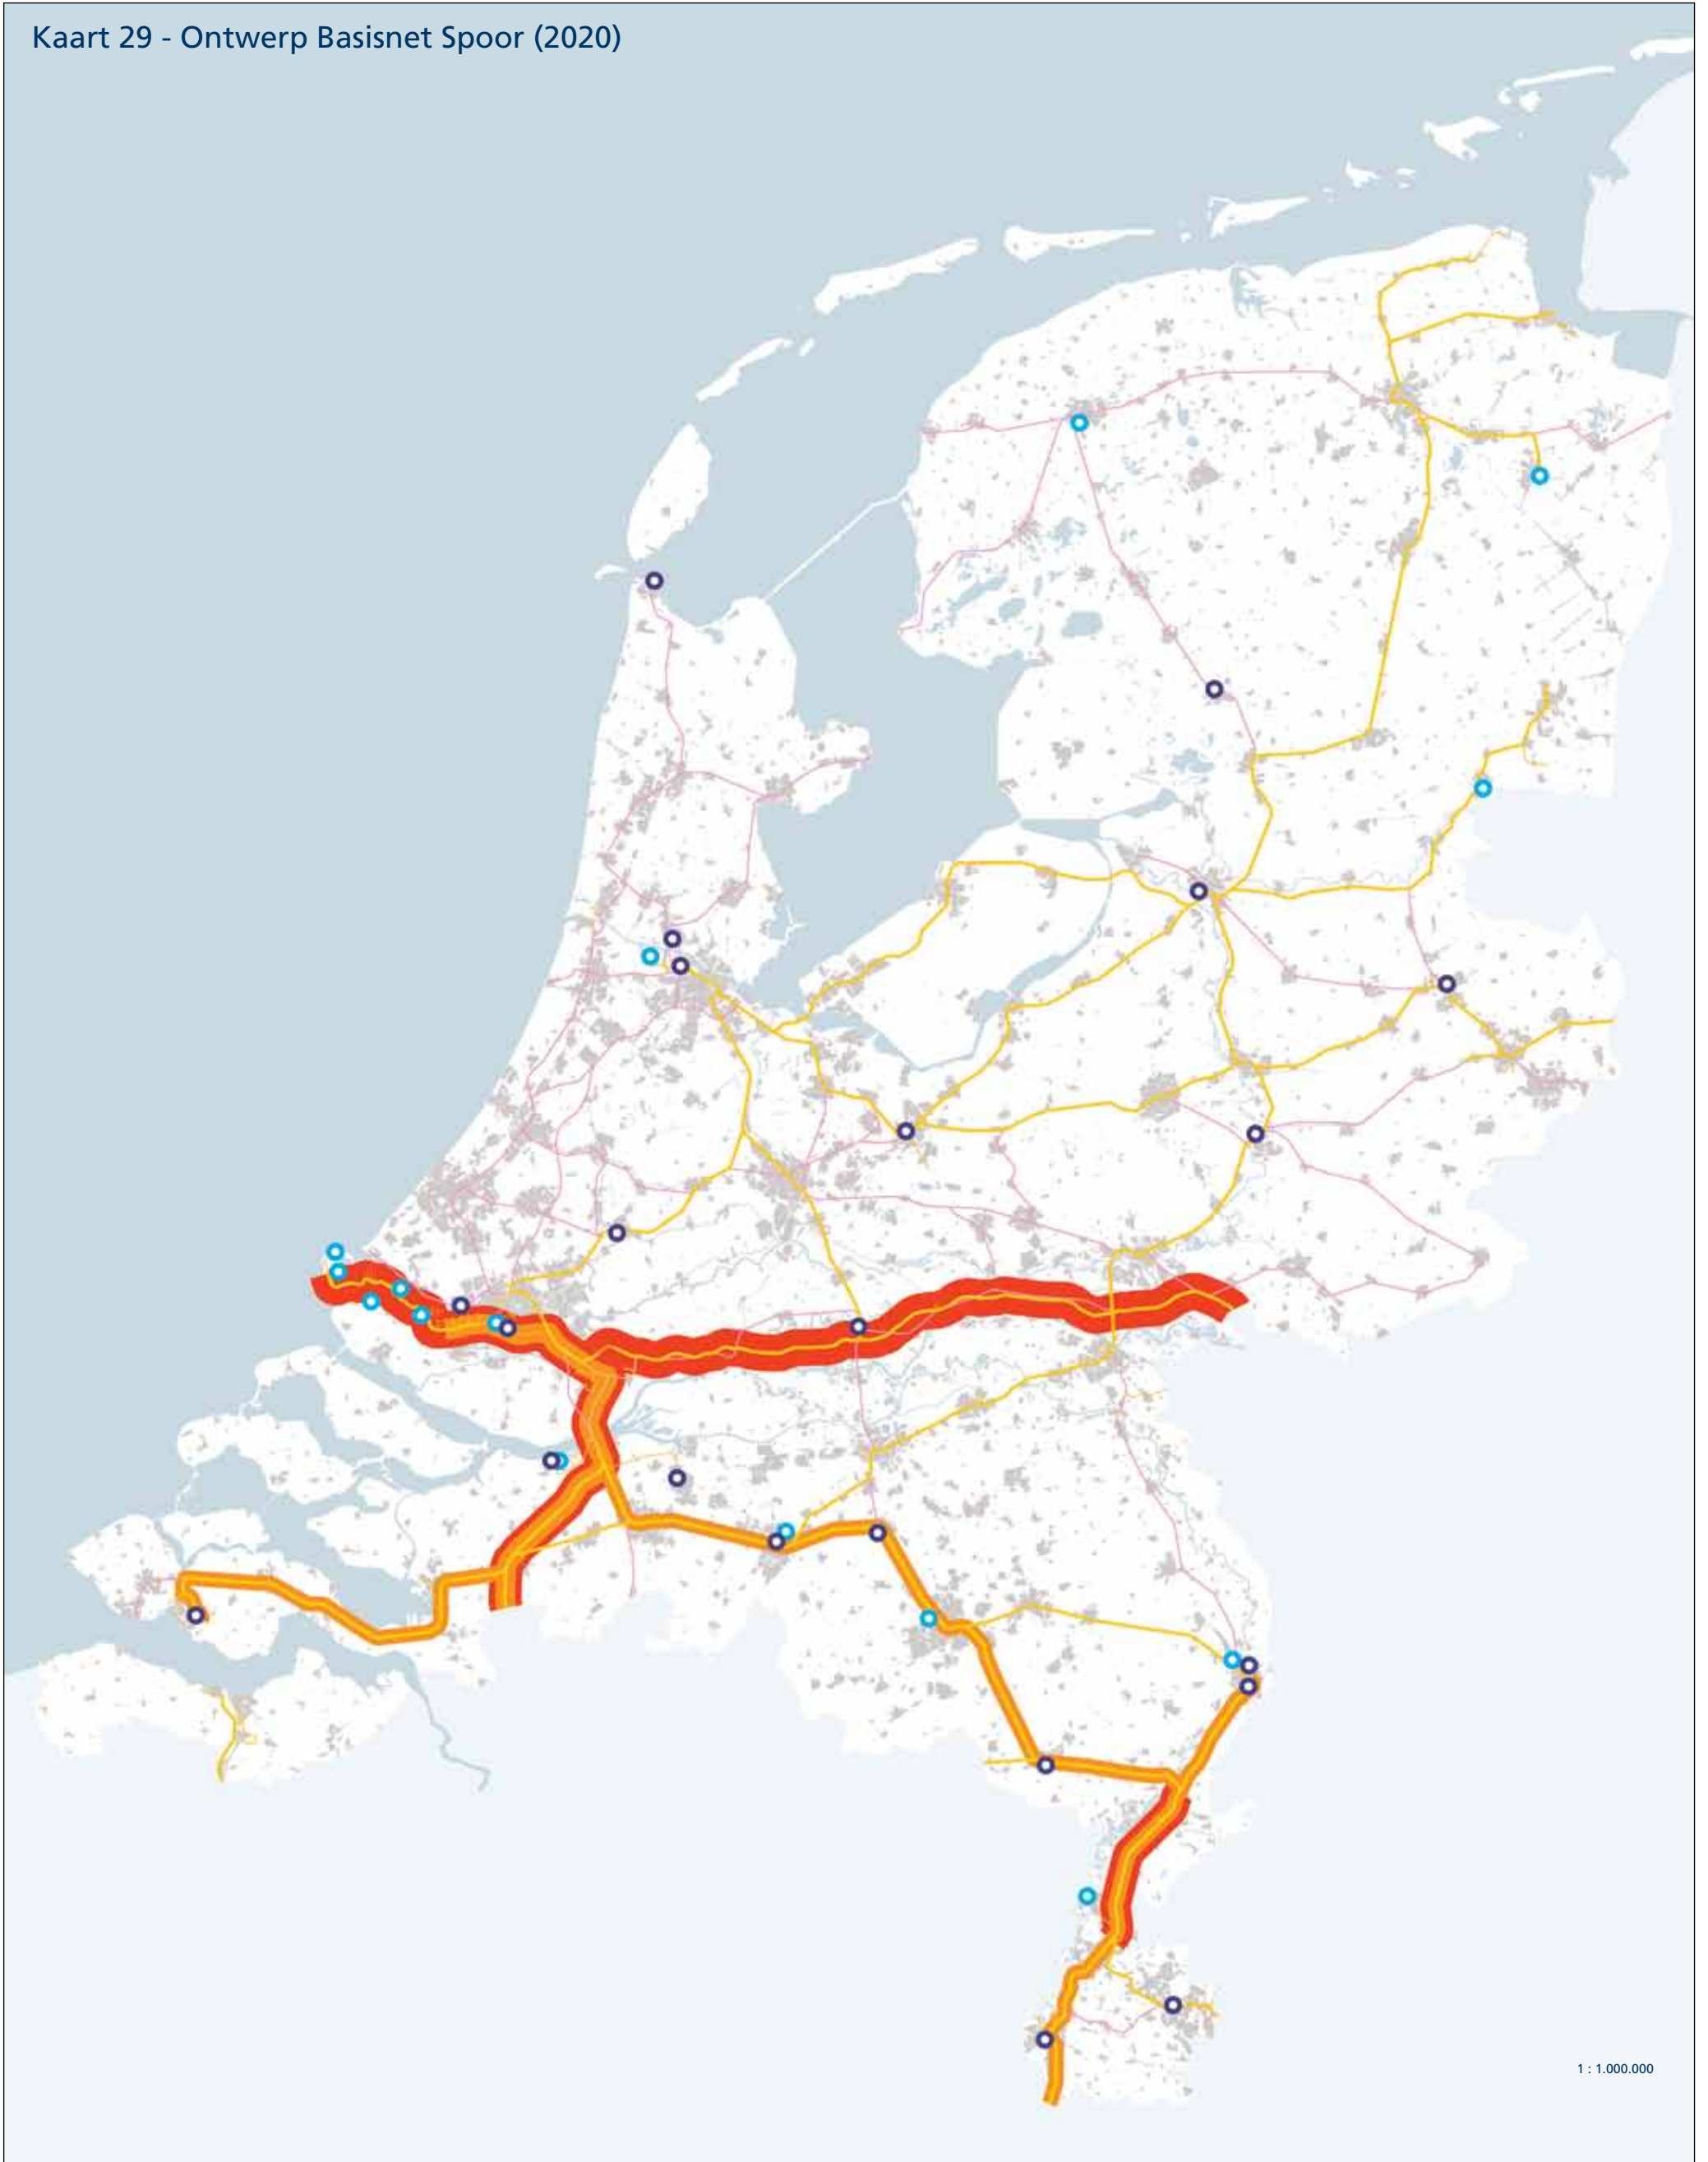 Kaart 29 - Ontwerp Basisnet Spoor (2020)
1 : 1.000.000